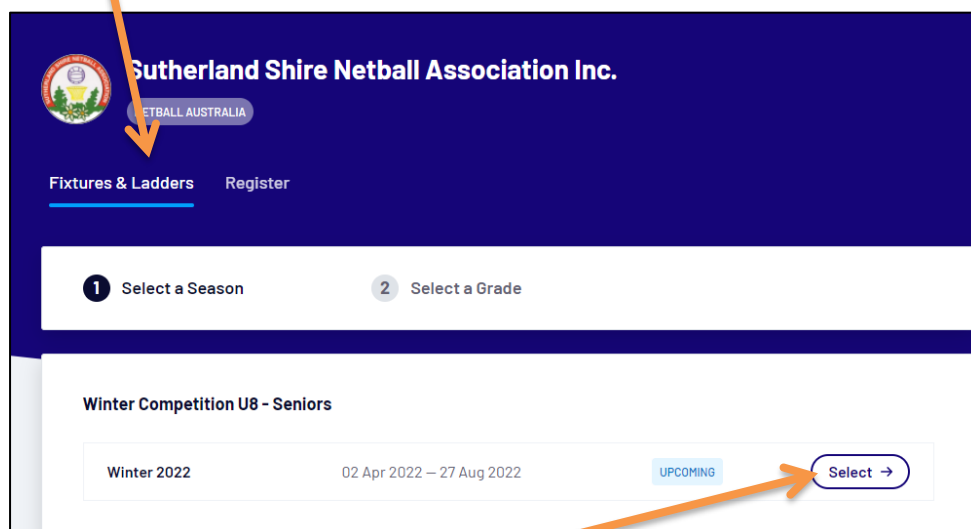 Sutherland Shire Netball Association Inc.
NETBALL AUSTRALIA
Fixtures & Ladders Register
1 Select a Season 2 Select a Grade
Winter Competition U8 - Seniors
Winter 2022 02 Apr 2022 — 27 Aug 2022 UPCOMING Select →